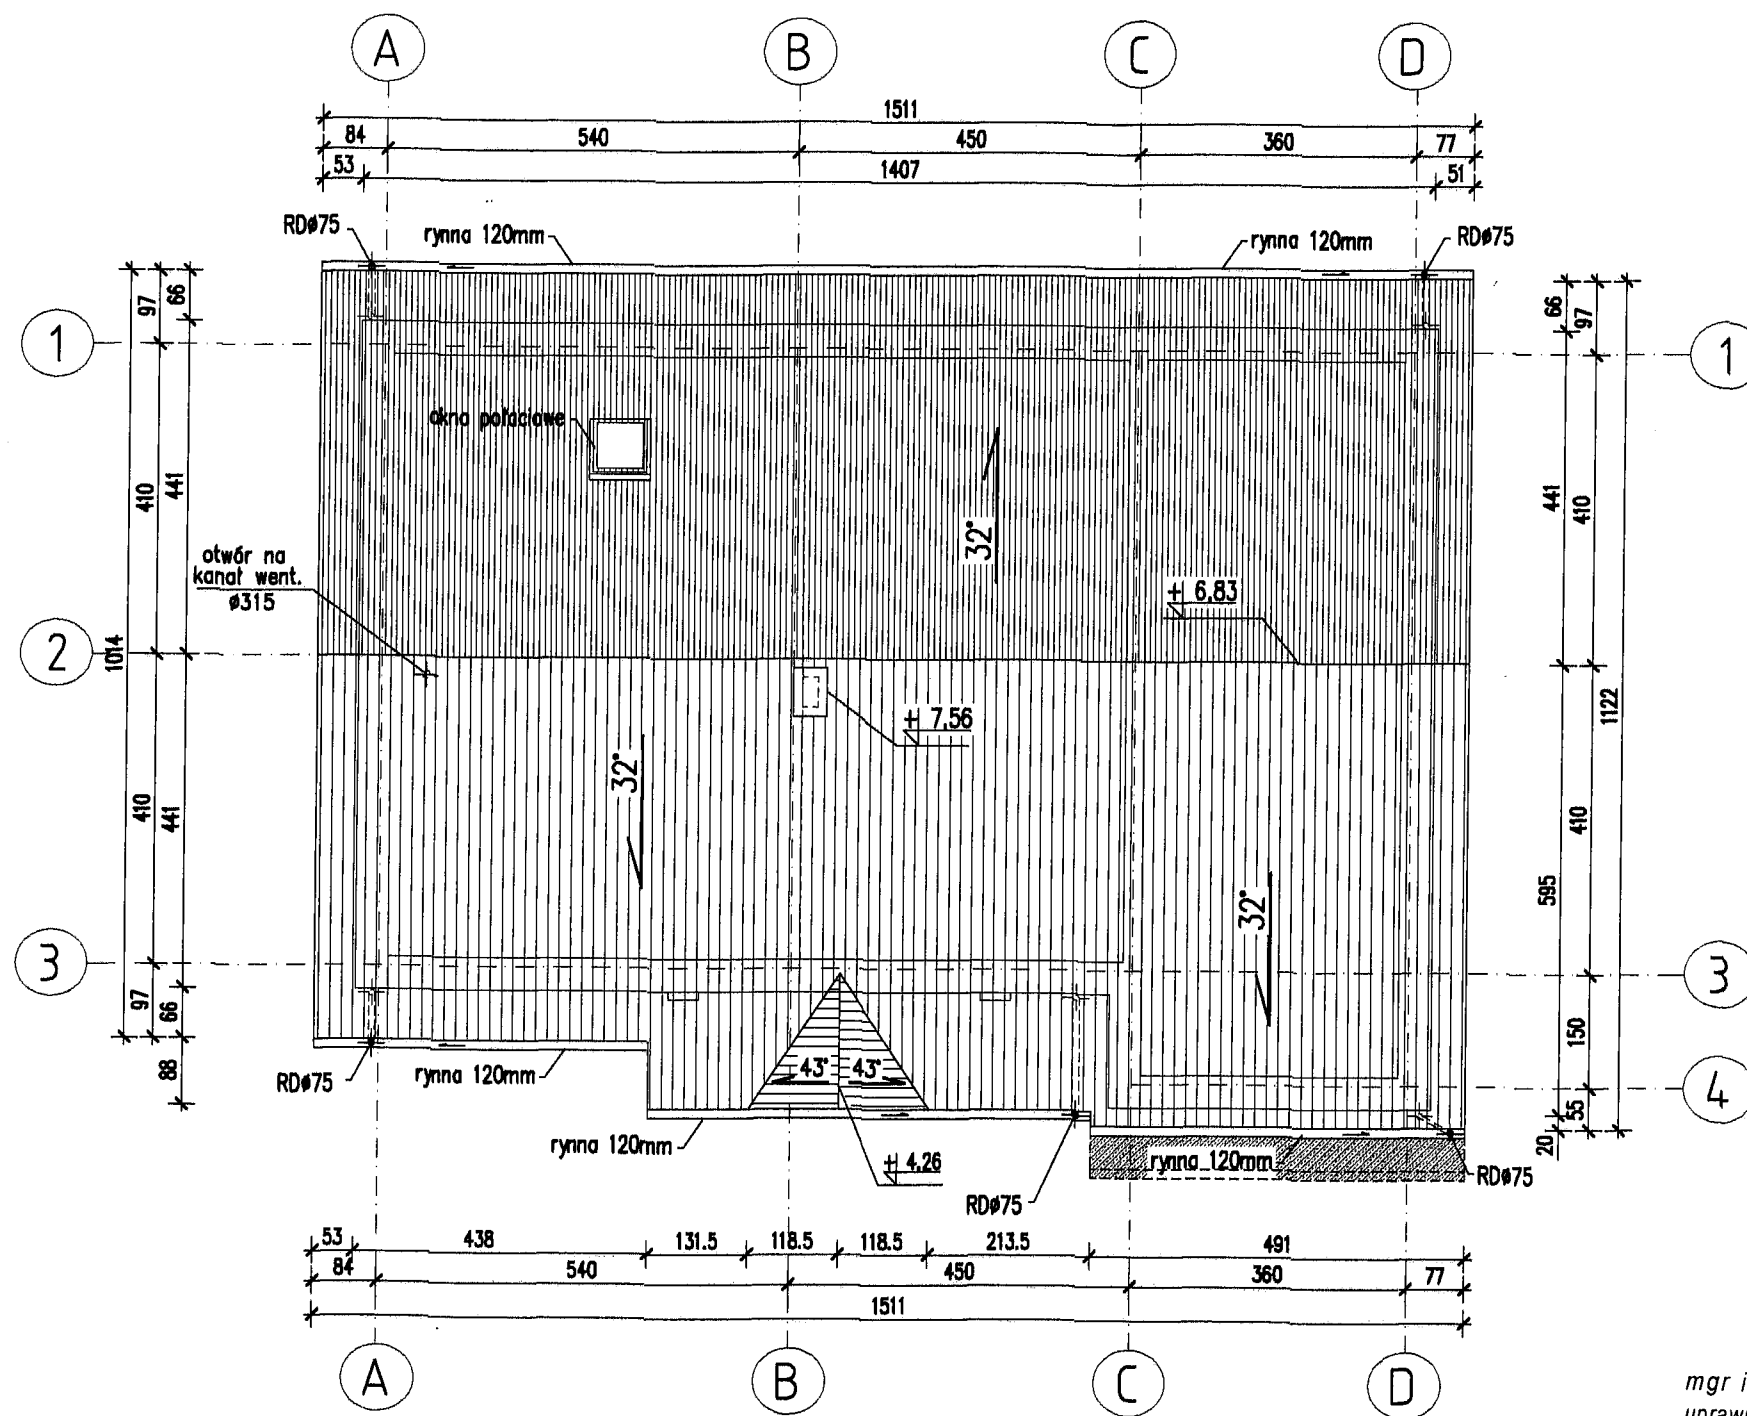 A
B
C
D
1511
84
540
450
360
77
53
1407
51
RDø75
rynna 120mm
rynna 120mm
RDø75
97
66
66
97
1
1
okno połaciowe
410
441
441
410
32°
otwór na
kanał went.
ø315
+ 6,83
2
1014
1122
+ 7,56
32°
410
441
410
595
32°
3
3
97
66
150
88
43°
43°
4
RDø75
rynna 120mm
55
20
rynna 120mm
+ 4,26
rynna 120mm
RDø75
RDø75
53
438
131.5
118.5
118.5
213.5
491
84
540
450
360
77
1511
A
B
C
D
mgr i